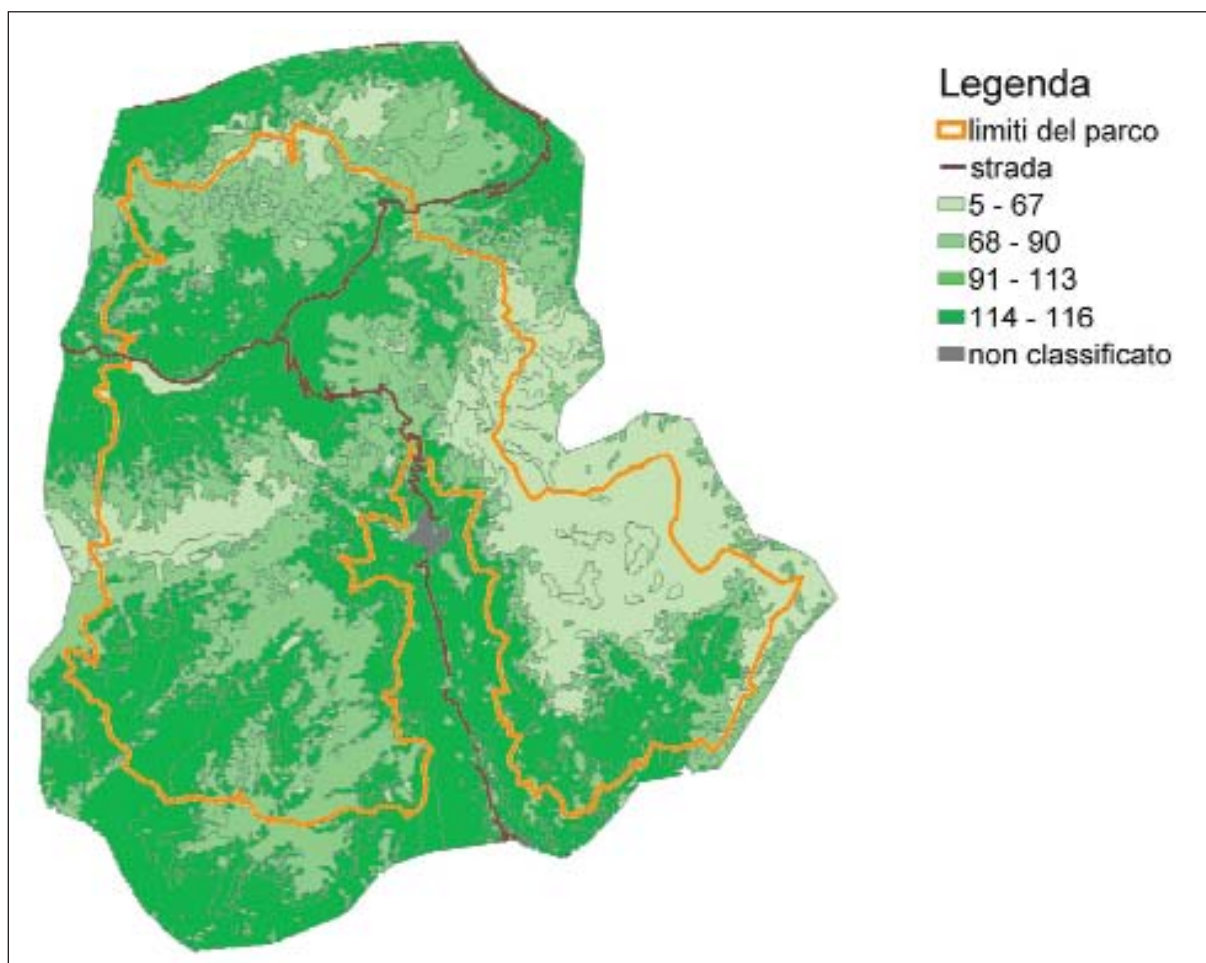 Legenda
limiti del parco
strada
5 - 67
68 - 90
91 - 113
114 - 116
non classificato